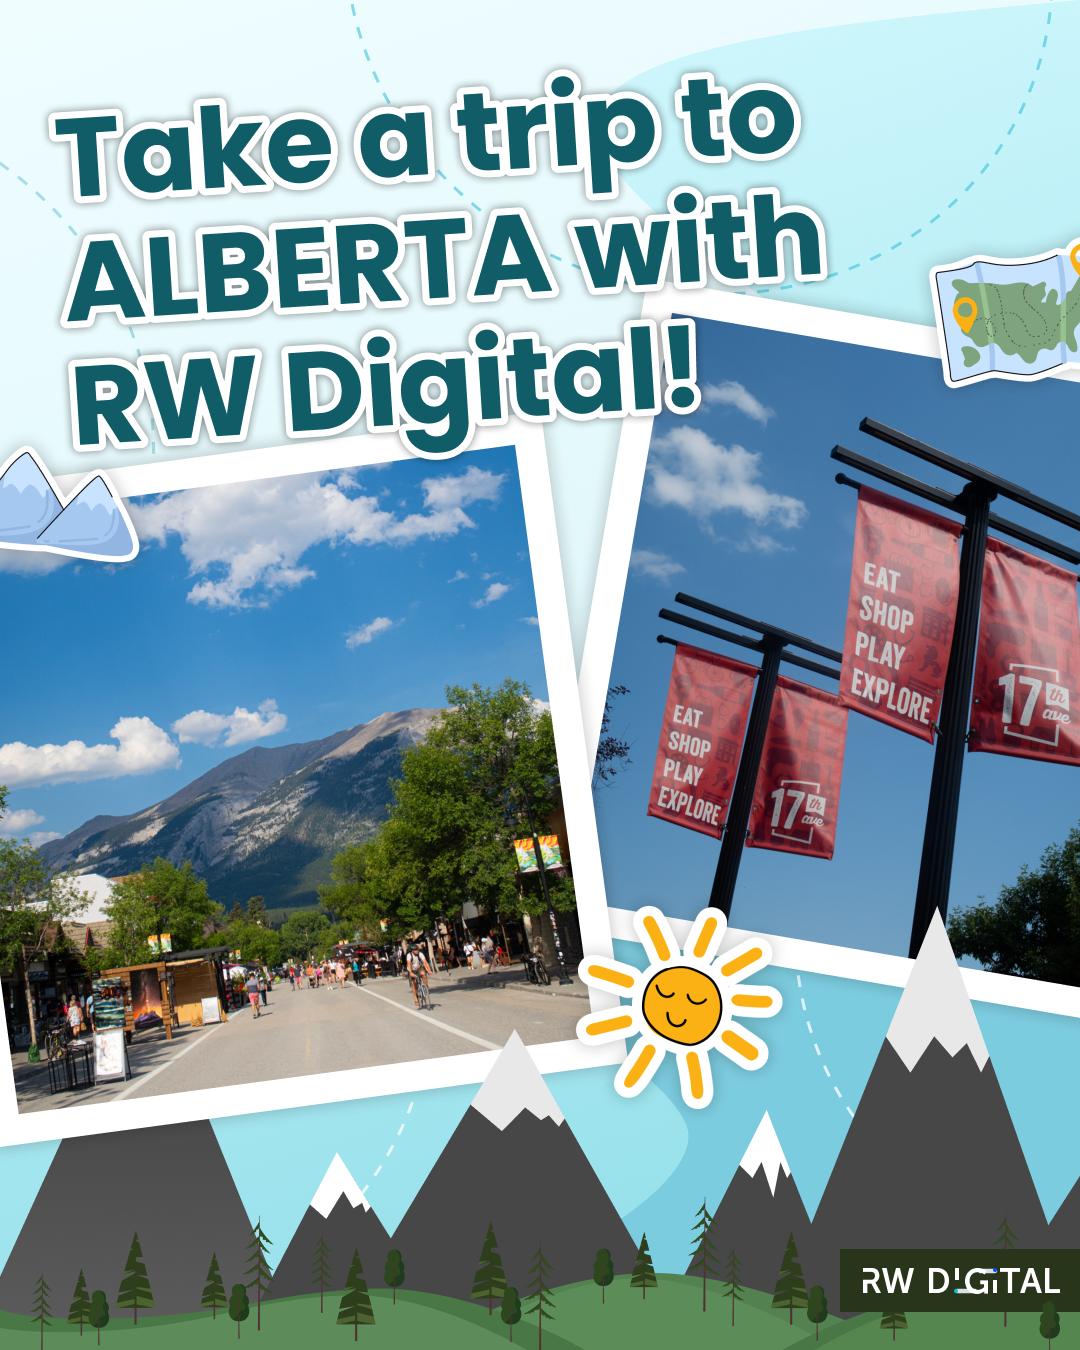 Take a trip to
ALBERTA with
RW Digital!
EAT
SHOP
PLAY
EXPLORE
17th
ave
EAT
SHOP
PLAY
EXPLORE
17th
ave
RW DIGITAL